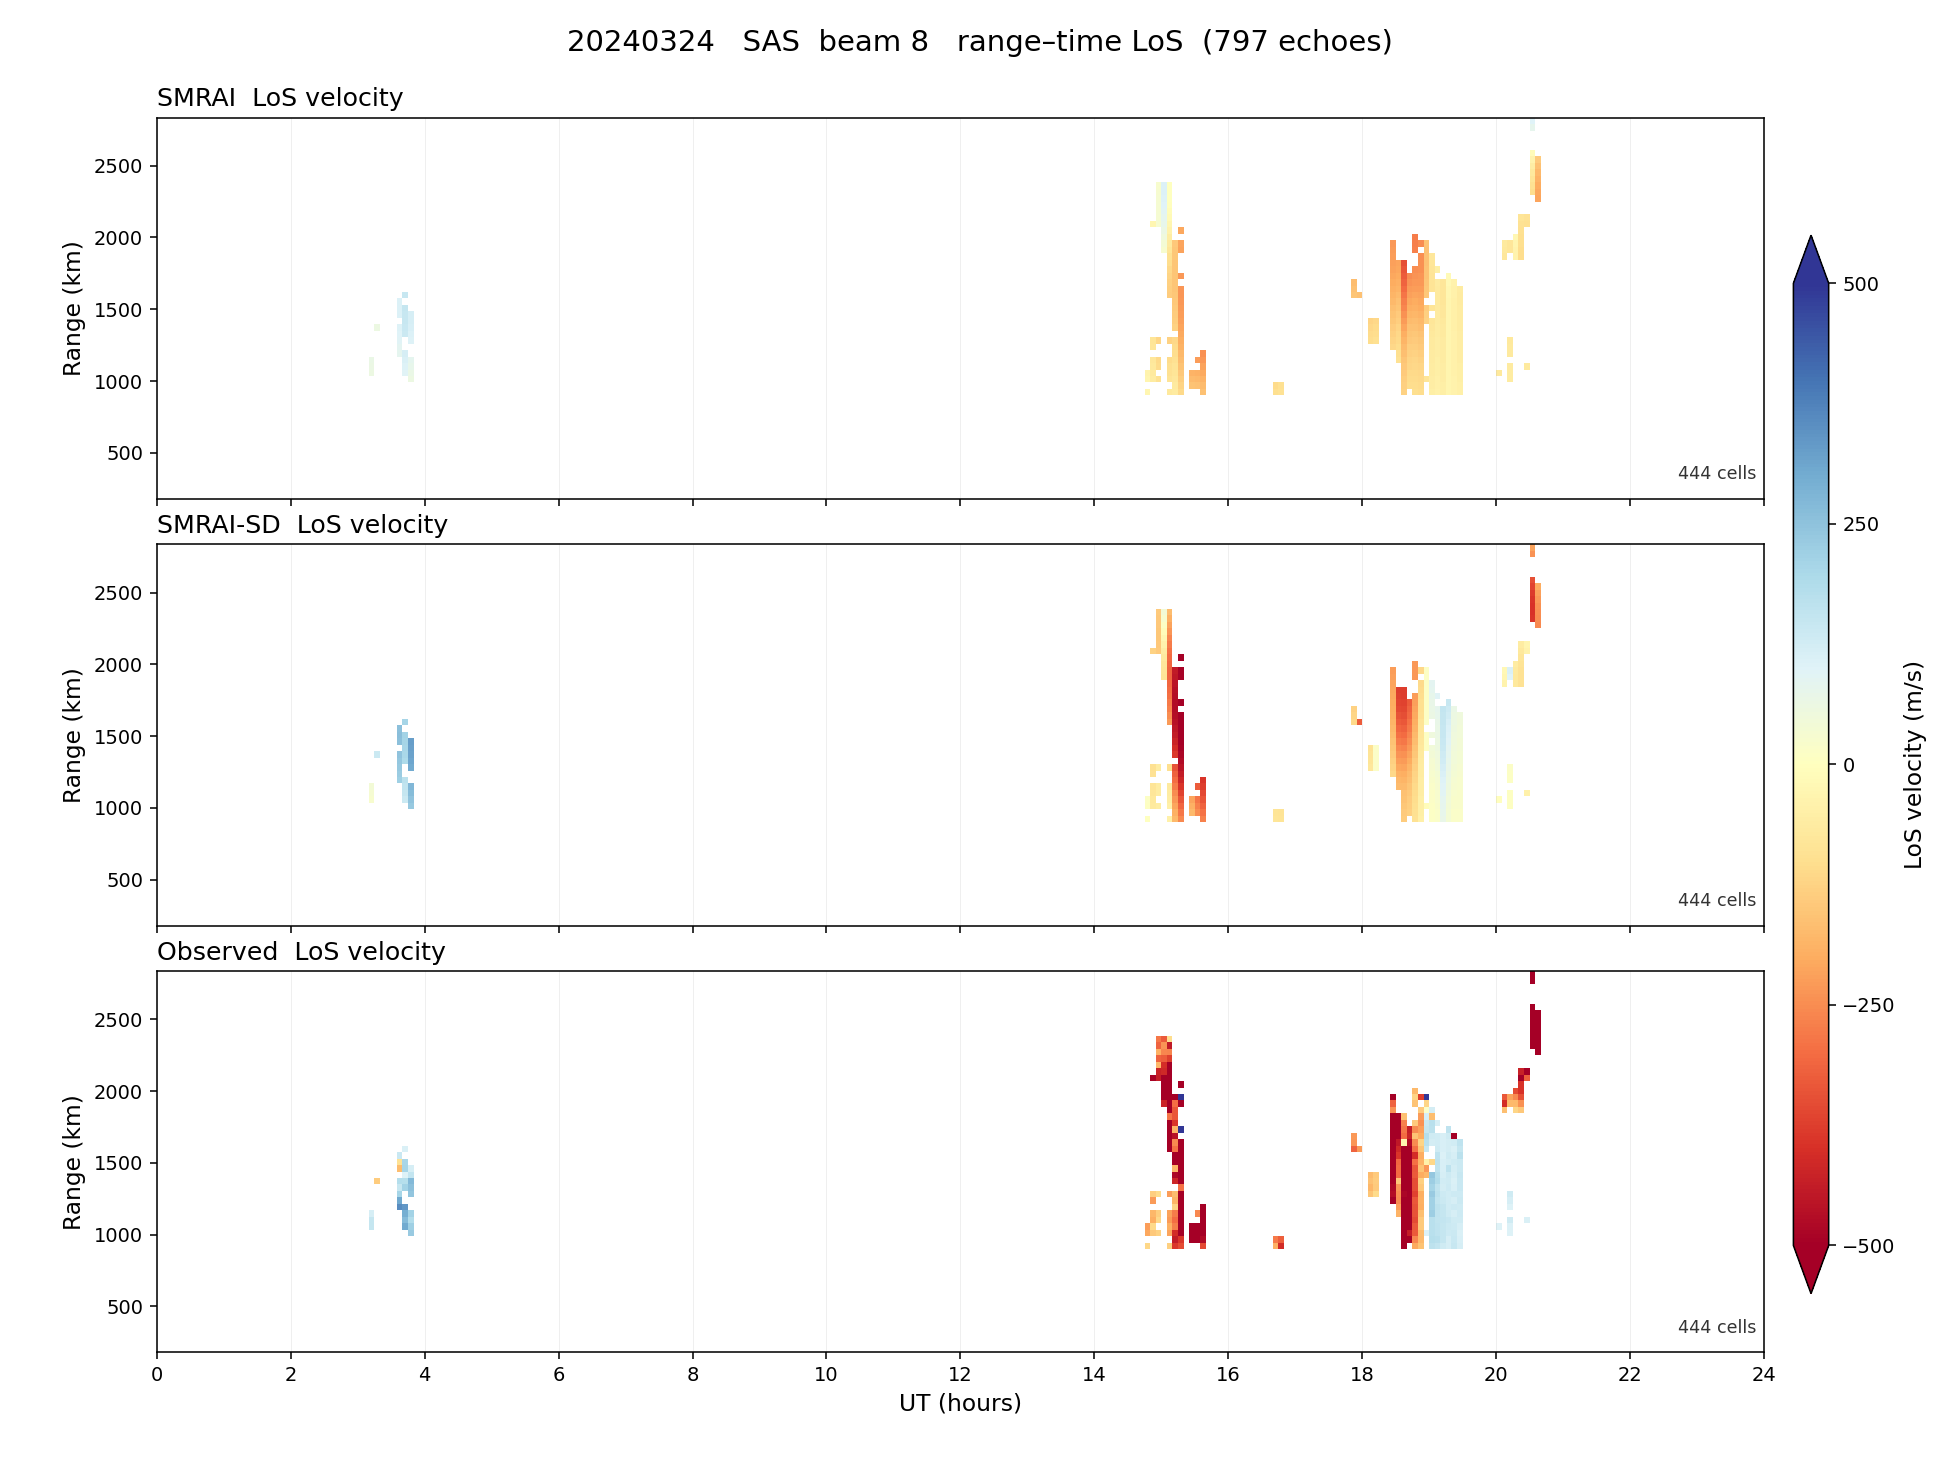 20240324   SAS  beam 8   range–time LoS  (797 echoes)
SMRAI  LoS velocity
2500
2000
1500
1000
500
Range (km)
444 cells
SMRAI-SD  LoS velocity
2500
2000
1500
1000
500
Range (km)
444 cells
Observed  LoS velocity
2500
2000
1500
1000
500
Range (km)
444 cells
0 2 4 6 8 10 12 14 16 18 20 22 24
UT (hours)
500
250
0
−250
−500
LoS velocity (m/s)